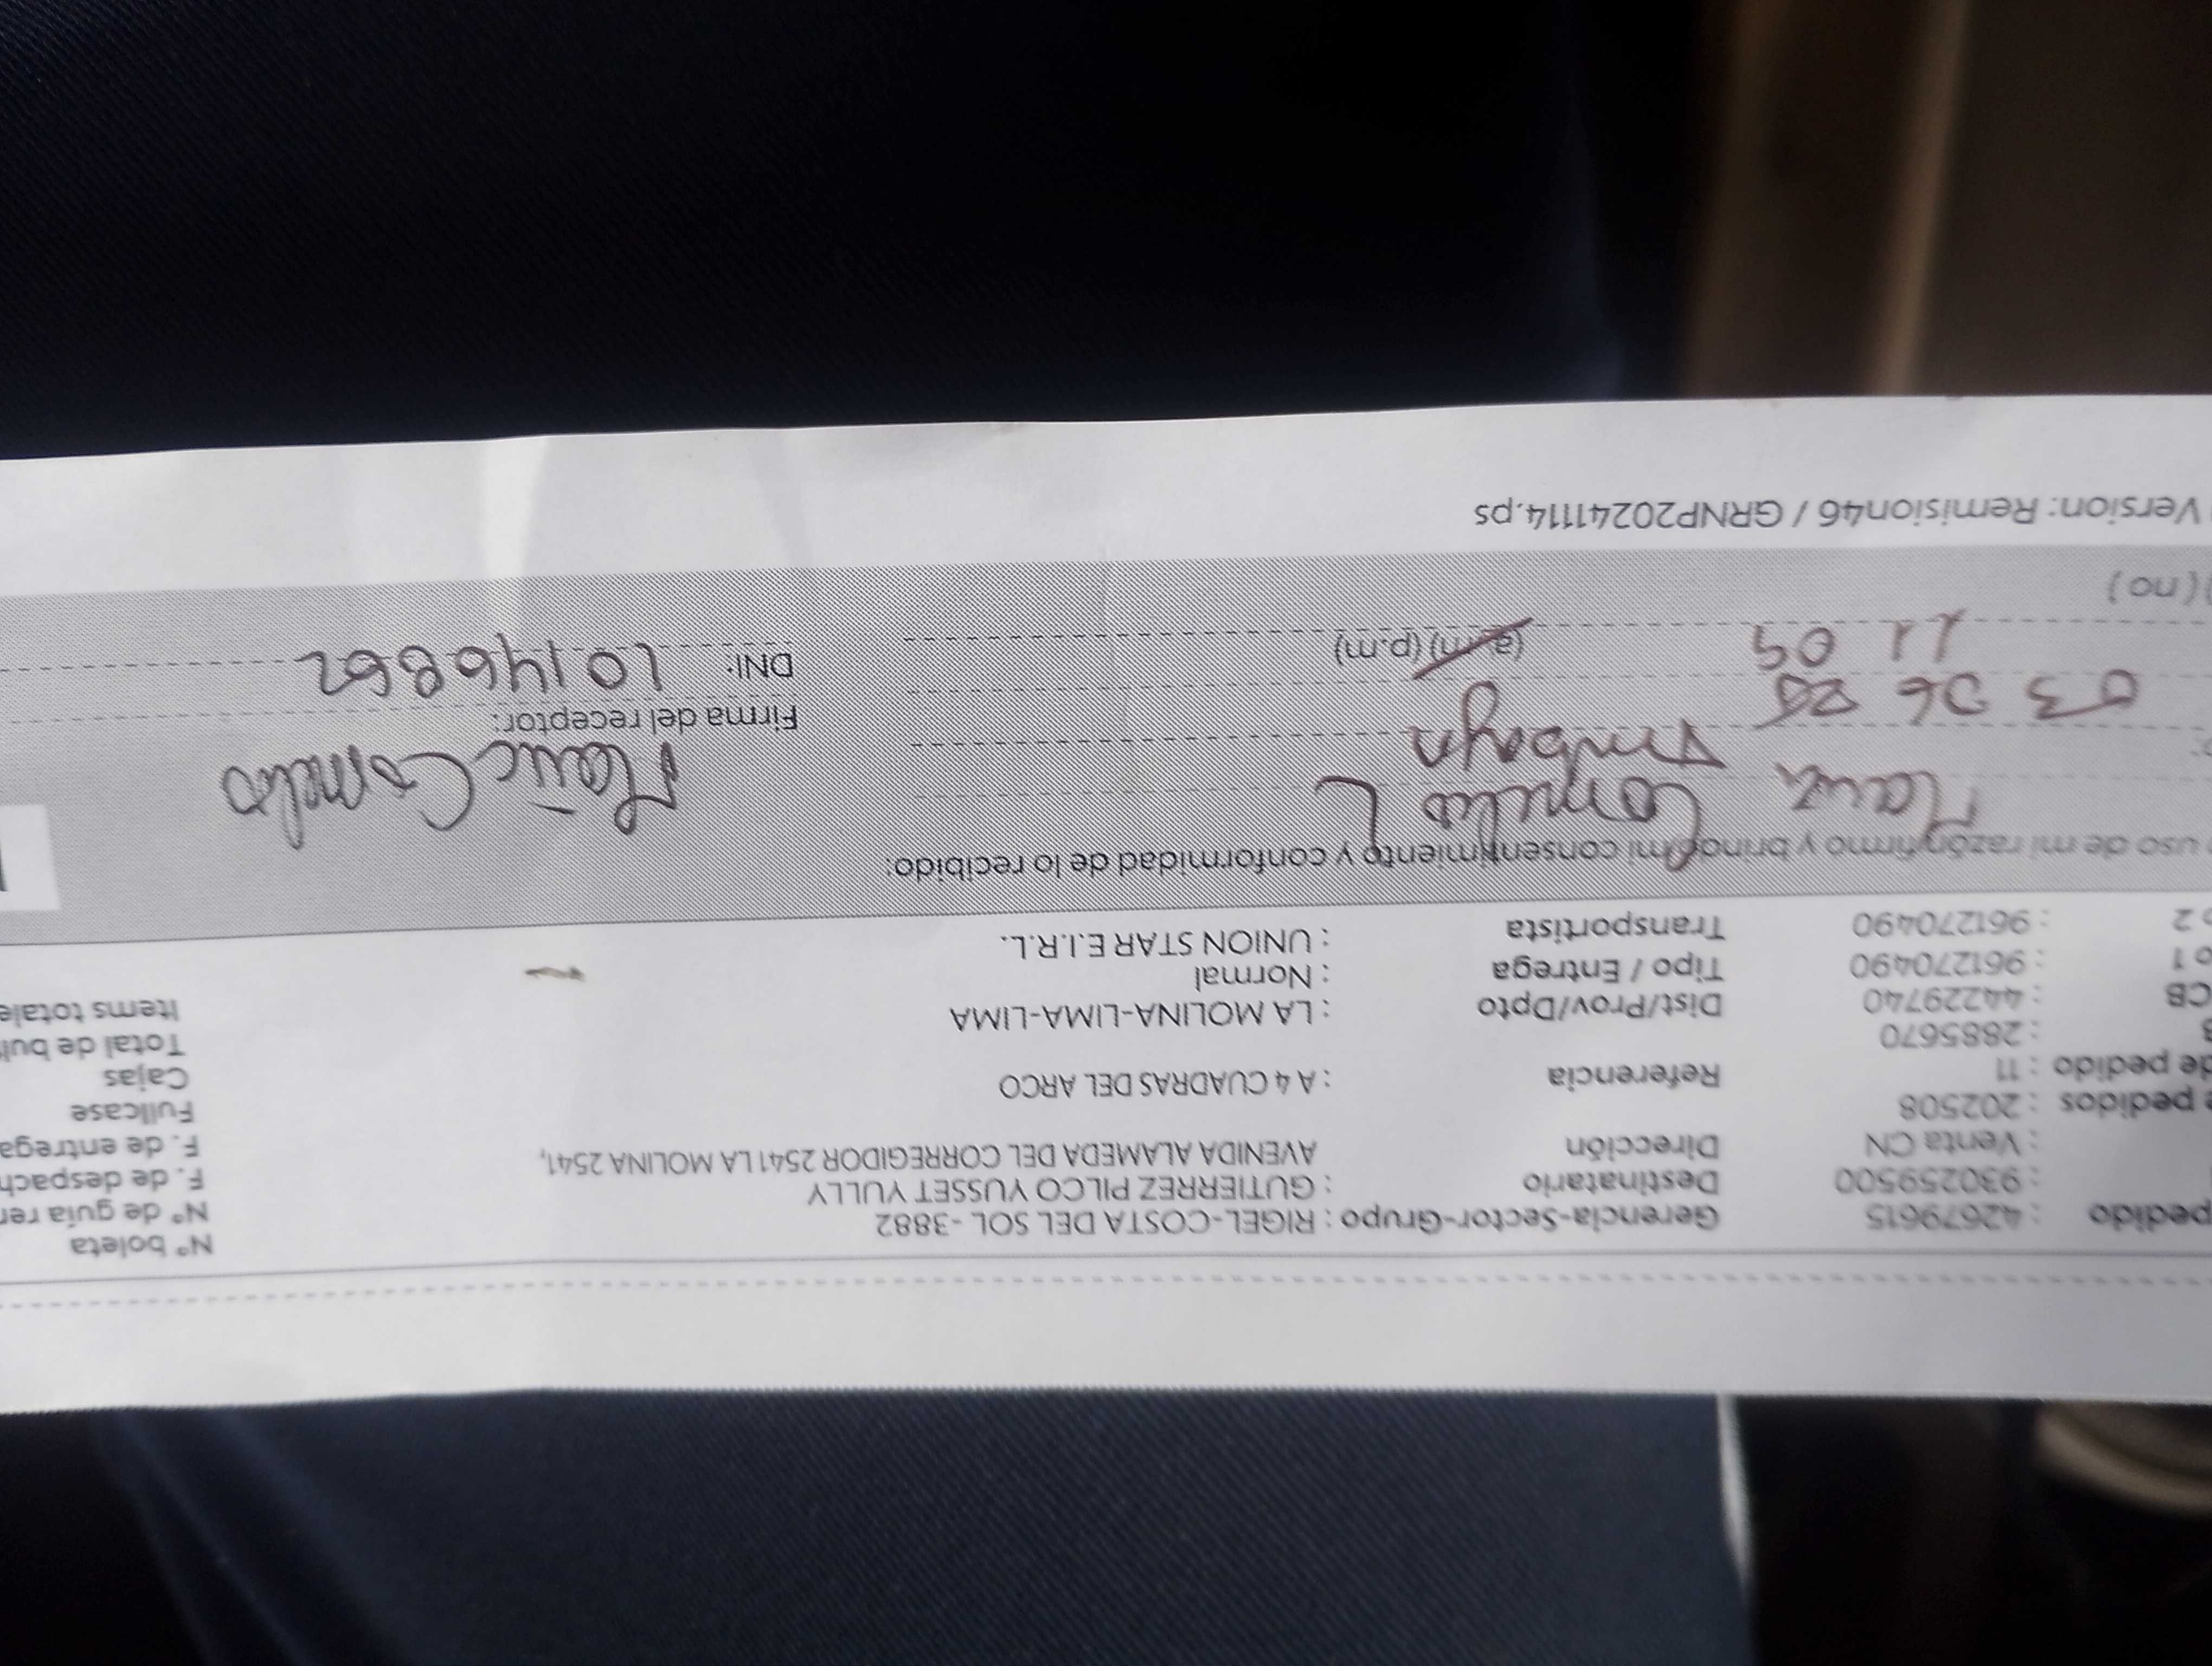 pedido : 42679615 Gerencia-Sector-Grupo : RIGEL-COSTA DEL SOL -3882 N° boleta
: 930259500 Destinatario : GUTIERREZ PILCO YUSSET YULLY N° de guía rer
: Venta CN Dirección AVENIDA ALAMEDA DEL CORREGIDOR 2541 LA MOLINA 2541, F. de despach
e pedidos : 202508 F. de entrega
de pedido : 11 Referencia : A 4 CUADRAS DEL ARCO Fullcase
: 2885670 Cajas
CB : 44229740 Dist/Prov/Dpto : LA MOLINA-LIMA-LIMA Total de bult
o 1 : 961270490 Tipo / Entrega : Normal Items totale
2 : 961270490 Transportista : UNION STAR E.I.R.L.
uso de mi razón firmo y brindo mi consentimiento y conformidad de lo recibido:
Cornelio L Cornelio
03 06 25 Firma del receptor:
11 09 (a.m) (p.m) DNI: 10146862
) (no)
Version: Remision46 / GRNP20241114.ps